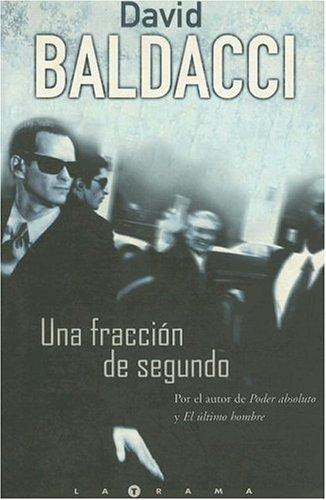 David
BALDACCI
Una fracción
de segundo
Por el autor de Poder absoluto
y El último hombre
LA TRAMA